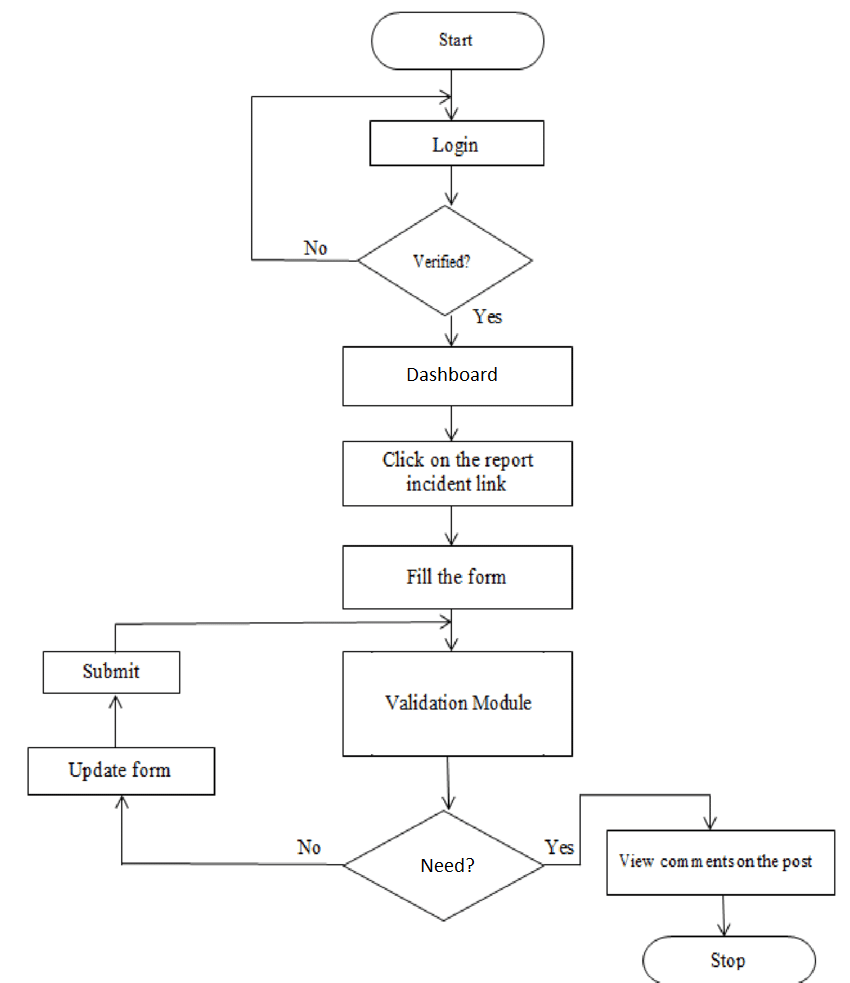 Start
Login
No
Verified?
Yes
Dashboard
Click on the report
incident link
Fill the form
Submit
Validation Module
Update form
No
Need?
Yes
View comments on the post
Stop